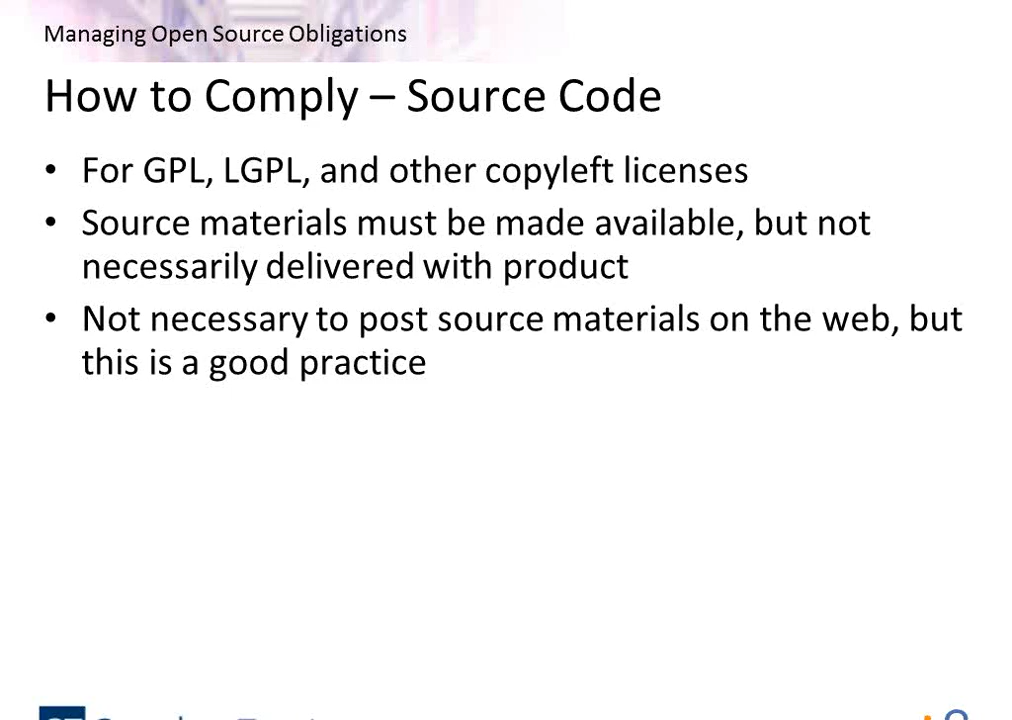 Managing Open Source Obligations
How to Comply – Source Code
• For GPL, LGPL, and other copyleft licenses
• Source materials must be made available, but not
necessarily delivered with product
• Not necessary to post source materials on the web, but
this is a good practice